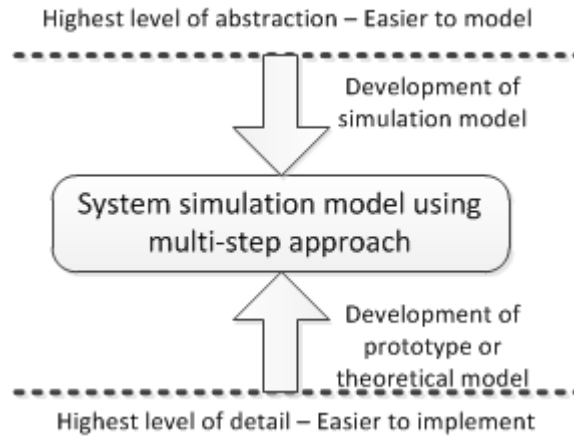 Highest level of abstraction – Easier to model
Development of
simulation model
System simulation model using
multi-step approach
Development of
prototype or
theoretical model
Highest level of detail – Easier to implement